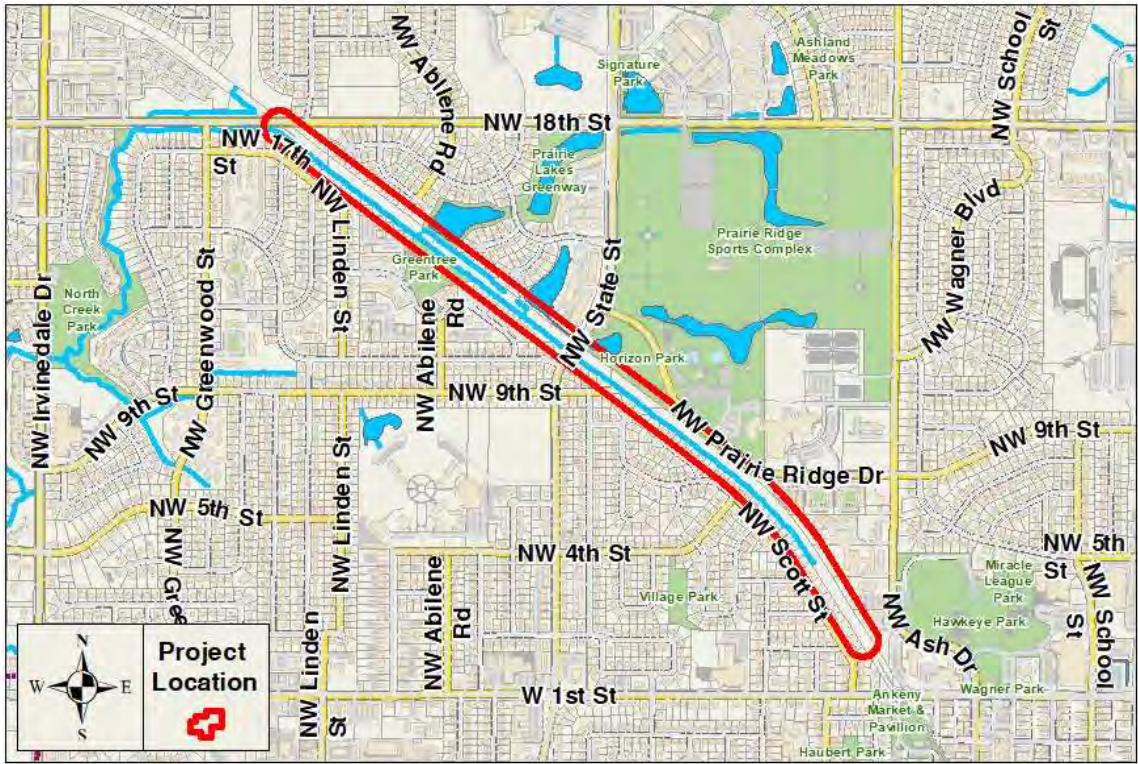 NW Abilene Rd
NW School
St
Ashland
Meadows
Park
Signature
Park
NW 18th St
NW 17th
St
Prairie
Lakes
Greenway
NW Linden St
NW Wagner Blvd
Prairie Ridge
Sports Complex
Greentree
Park
NW State St
NW Irvinedale Dr
North
Creek
Park
NW Greenwood St
NW Abilene
Rd
Horizon Park
NW 9th St
NW 9th St
NW Prairie Ridge Dr
NW 9th St
NW Linden St
NW 5th St
NW Scott St
NW 4th St
NW 5th
St
NW Gree
NW Abilene
Rd
Village Park
Miracle
League
Park
Hawkeye Park
NW School
St
NW Ash Dr
Wagner Park
NW Linden
St
W 1st St
Ankeny
Market &
Pavillion
Haubert Park
N
W
E
S
Project
Location